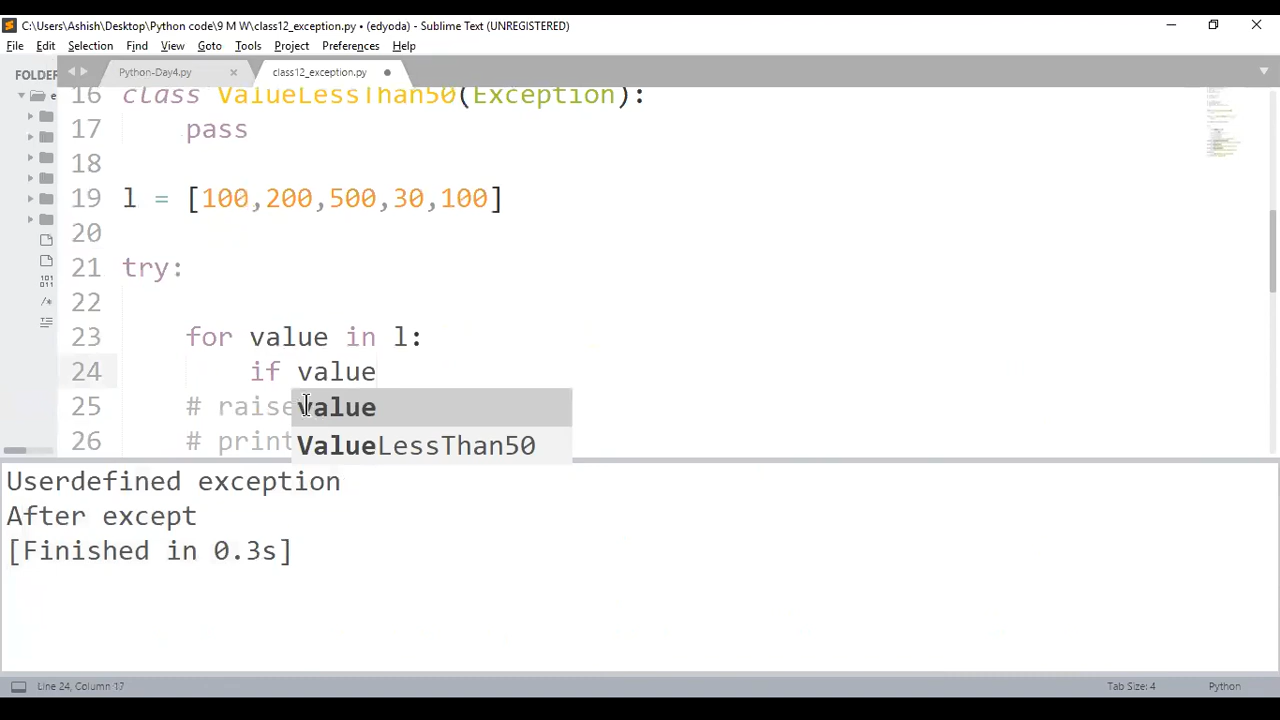 C:\Users\Ashish\Desktop\Python code\9 M W\class12_exception.py • (edyoda) - Sublime Text (UNREGISTERED)
File Edit Selection Find View Goto Tools Project Preferences Help
FOLDER Python-Day4.py class12_exception.py
16 class ValueLessThan50(Exception):
17 pass
18
19 l = [100,200,500,30,100]
20
21 try:
22
23 for value in l:
24 if value
25 # raise value
26 # print ValueLessThan50
Userdefined exception
After except
[Finished in 0.3s]
Line 24, Column 17 Tab Size: 4 Python